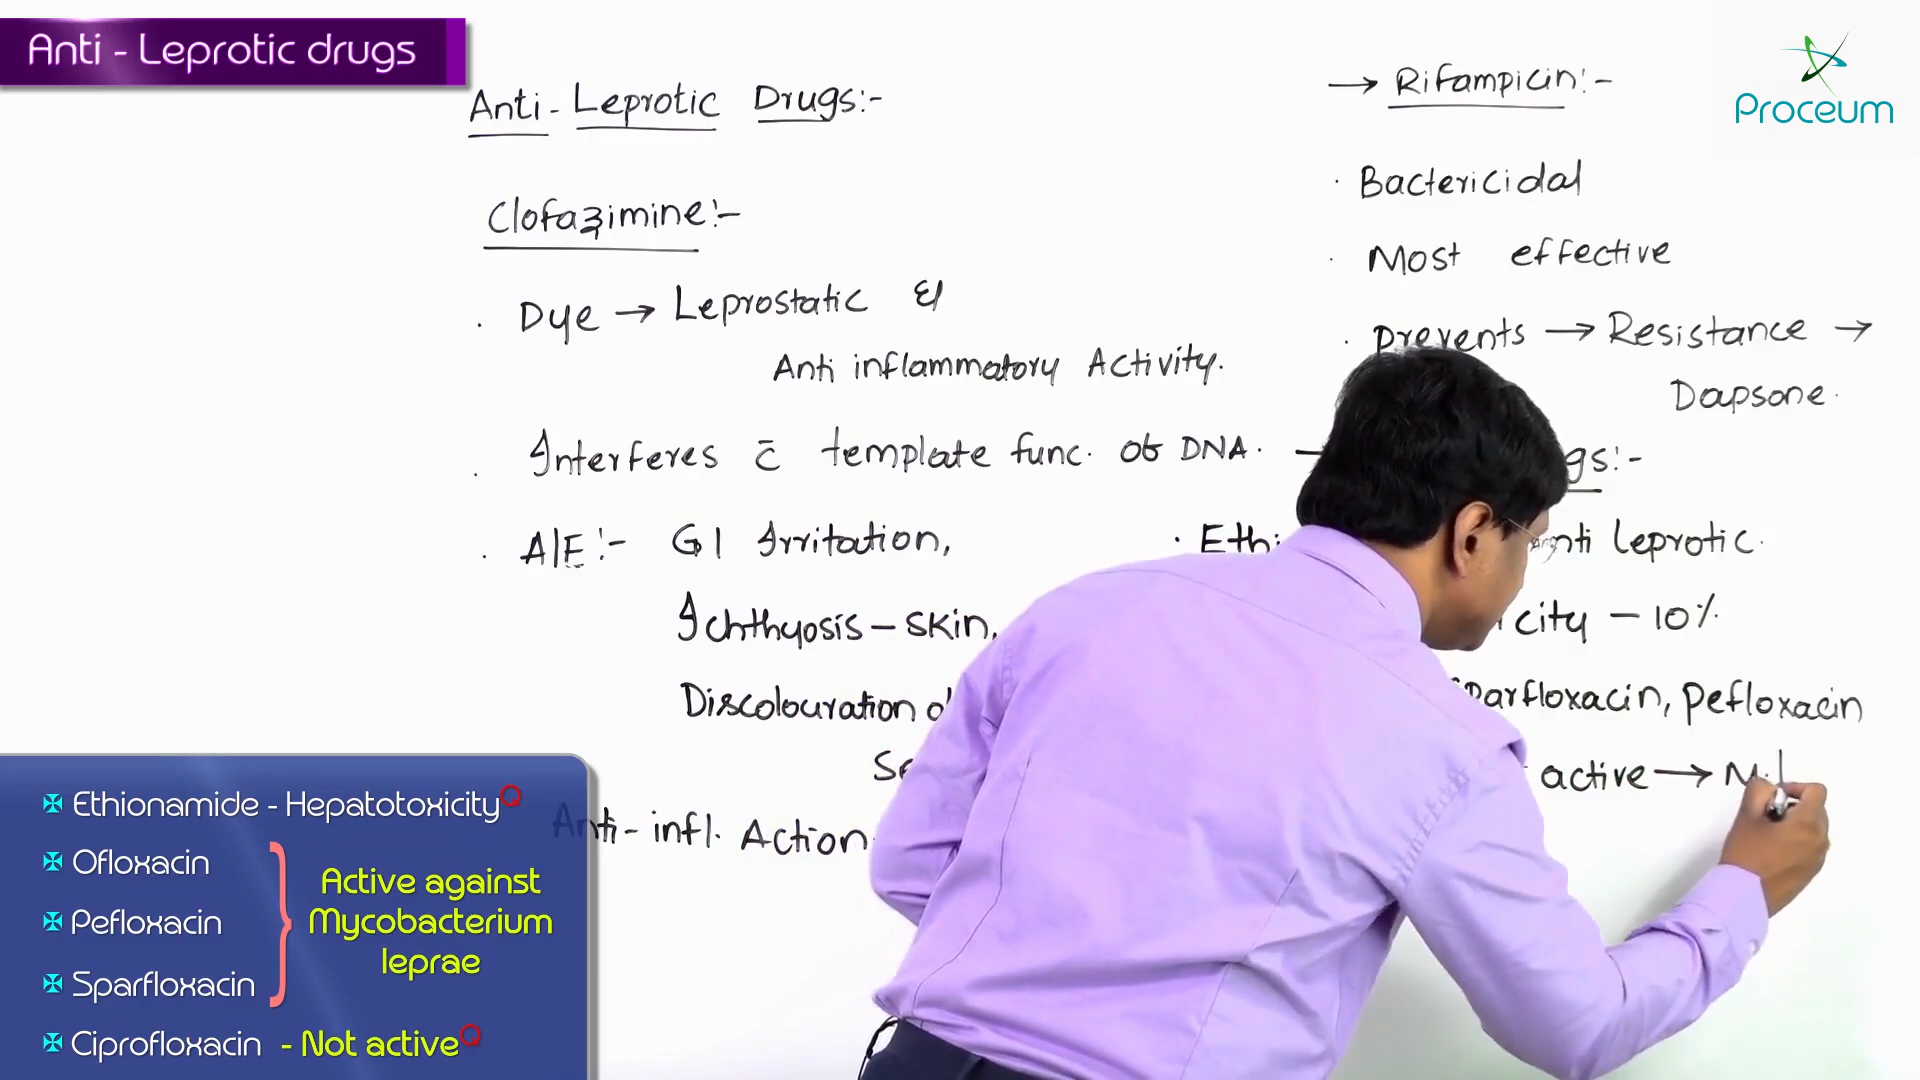 Anti - Leprotic drugs
Proceum
Anti - Leprotic Drugs:-
Clofazimine:-
· Dye → Leprostatic &
Anti inflammatory Activity.
· Interferes c̄ template func. of DNA.
· A/E:- GI Irritation,
Ichthyosis – Skin,
Discolouration
Anti-infl. Action
→ Rifampicin:-
· Bactericidal
· Most effective
· Prevents → Resistance →
Dapsone.
Anti leprotic.
– 10%
Sparfloxacin, Pefloxacin
active →
Ethionamide - Hepatotoxicity Q
Ofloxacin
Pefloxacin
Sparfloxacin
Active against
Mycobacterium
leprae
Ciprofloxacin - Not active Q